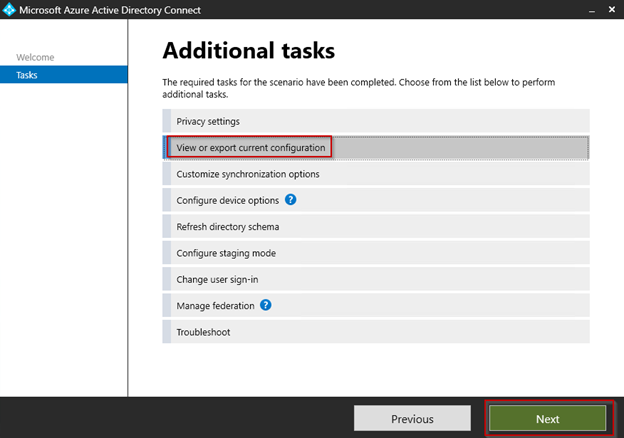 Microsoft Azure Active Directory Connect
Welcome
Tasks
Additional tasks
The required tasks for the scenario have been completed. Choose from the list below to perform
additional tasks.
Privacy settings
View or export current configuration
Customize synchronization options
Configure device options ?
Refresh directory schema
Configure staging mode
Change user sign-in
Manage federation ?
Troubleshoot
Previous
Next